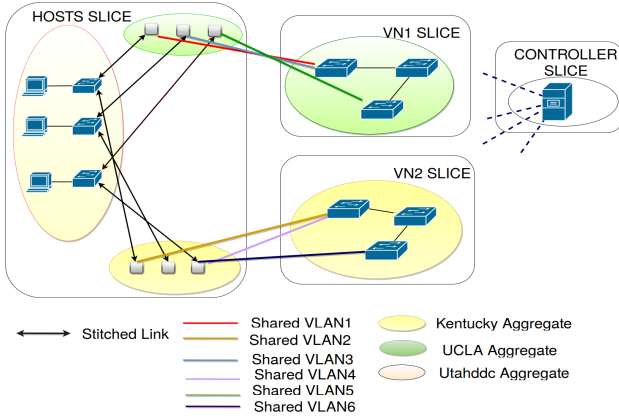 HOSTS SLICE
VN1 SLICE
CONTROLLER
SLICE
VN2 SLICE
Stitched Link
Shared VLAN1
Shared VLAN2
Shared VLAN3
Shared VLAN4
Shared VLAN5
Shared VLAN6
Kentucky Aggregate
UCLA Aggregate
Utahddc Aggregate